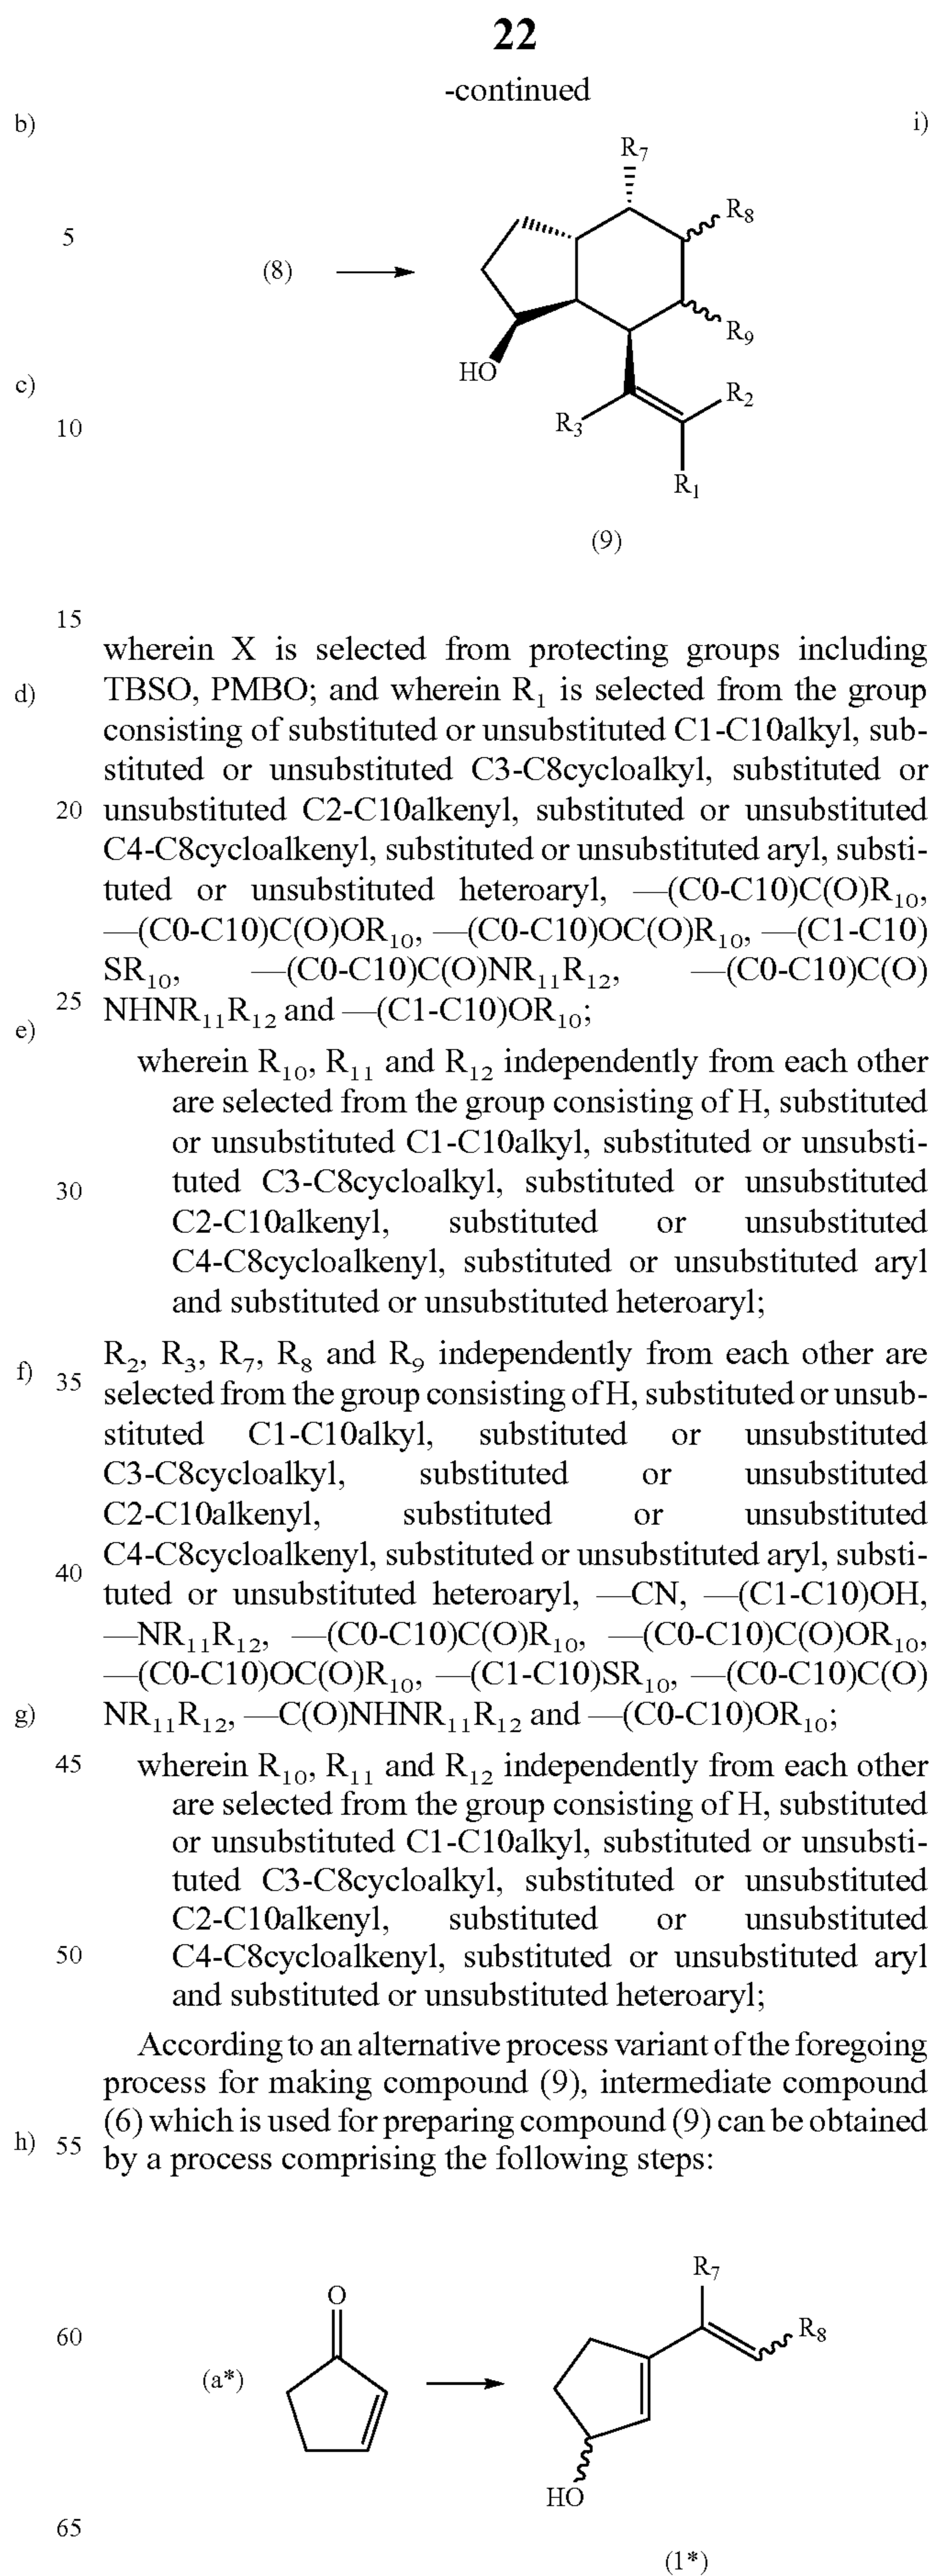 22
-continued
b)
i)
R7
R8
5
(8)
R9
HO
c)
R2
10
R3
R1
(9)
15
wherein X is selected from protecting groups including
d)
TBSO, PMBO; and wherein R1 is selected from the group
consisting of substituted or unsubstituted C1-C10alkyl, sub-
stituted or unsubstituted C3-C8cycloalkyl, substituted or
20
unsubstituted C2-C10alkenyl, substituted or unsubstituted
C4-C8cycloalkenyl, substituted or unsubstituted aryl, substi-
tuted or unsubstituted heteroaryl, —(C0-C10)C(O)R10,
—(C0-C10)C(O)OR10, —(C0-C10)OC(O)R10, —(C1-C10)
SR10, —(C0-C10)C(O)NR11R12, —(C0-C10)C(O)
25
NHNR11R12 and —(C1-C10)OR10;
e)
wherein R10, R11 and R12 independently from each other
are selected from the group consisting of H, substituted
or unsubstituted C1-C10alkyl, substituted or unsubsti-
30
tuted C3-C8cycloalkyl, substituted or unsubstituted
C2-C10alkenyl, substituted or unsubstituted
C4-C8cycloalkenyl, substituted or unsubstituted aryl
and substituted or unsubstituted heteroaryl;
R2, R3, R7, R8 and R9 independently from each other are
f)
35
selected from the group consisting of H, substituted or unsub-
stituted C1-C10alkyl, substituted or unsubstituted
C3-C8cycloalkyl, substituted or unsubstituted
C2-C10alkenyl, substituted or unsubstituted
C4-C8cycloalkenyl, substituted or unsubstituted aryl, substi-
40
tuted or unsubstituted heteroaryl, —CN, —(C1-C10)OH,
—NR11R12, —(C0-C10)C(O)R10, —(C0-C10)C(O)OR10,
—(C0-C10)OC(O)R10, —(C1-C10)SR10, —(C0-C10)C(O)
g)
NR11R12, —C(O)NHNR11R12 and —(C0-C10)OR10;
45
wherein R10, R11 and R12 independently from each other
are selected from the group consisting of H, substituted
or unsubstituted C1-C10alkyl, substituted or unsubsti-
tuted C3-C8cycloalkyl, substituted or unsubstituted
C2-C10alkenyl, substituted or unsubstituted
50
C4-C8cycloalkenyl, substituted or unsubstituted aryl
and substituted or unsubstituted heteroaryl;
According to an alternative process variant of the foregoing
process for making compound (9), intermediate compound
(6) which is used for preparing compound (9) can be obtained
h)
55
by a process comprising the following steps:
R7
O
60
R8
(a*)
HO
65
(1*)